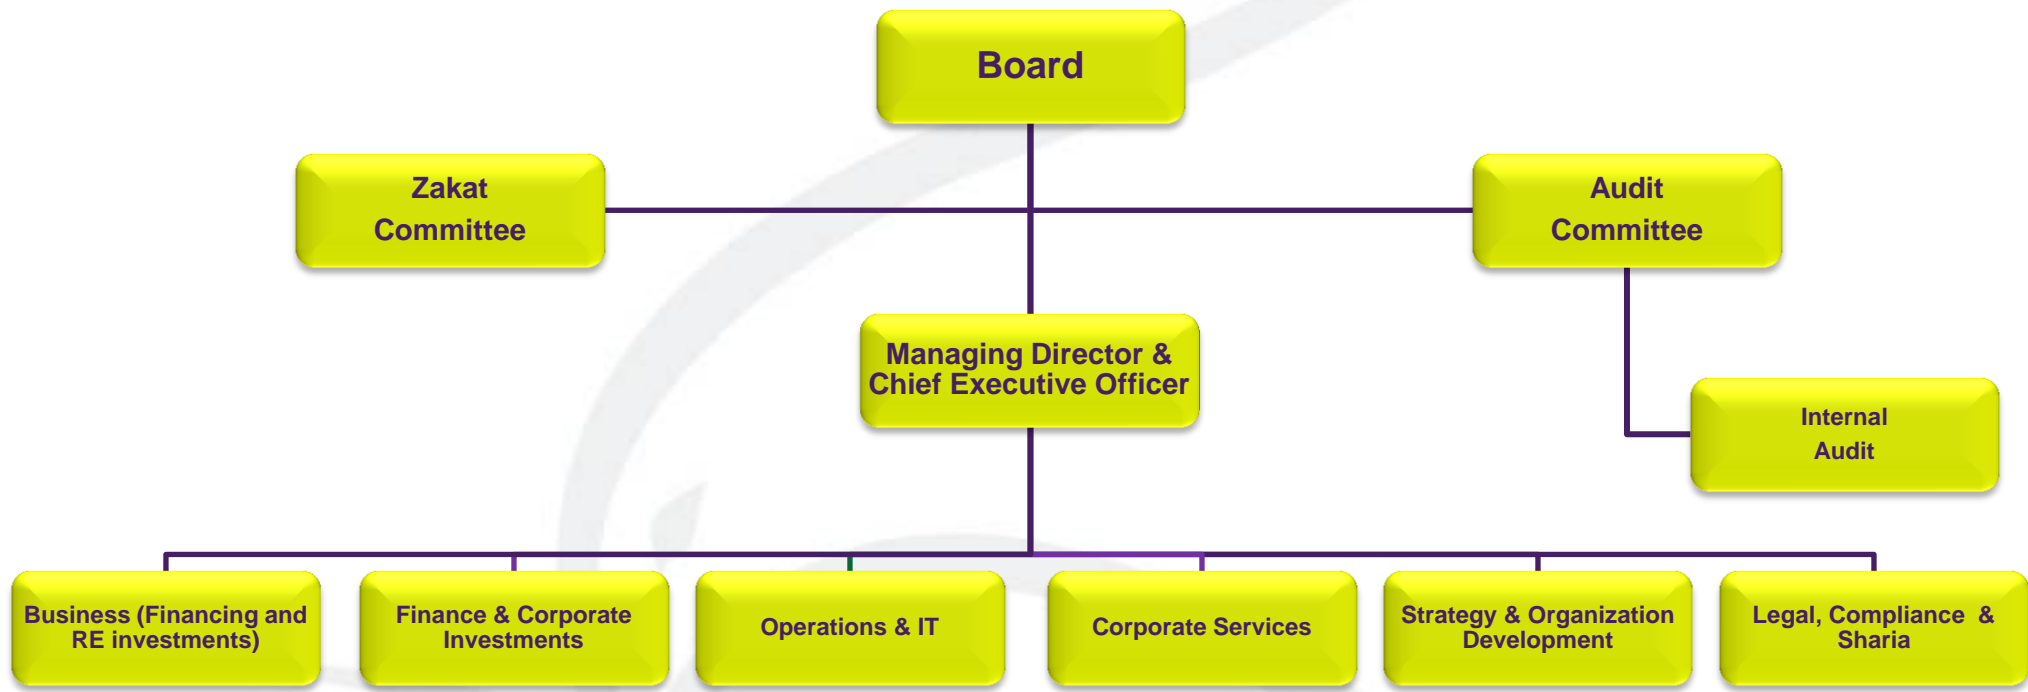 Board
Zakat
Committee
Audit
Committee
Managing Director &
Chief Executive Officer
Internal
Audit
Business (Financing and
RE investments)
Finance & Corporate
Investments
Operations & IT
Corporate Services
Strategy & Organization
Development
Legal, Compliance  &
Sharia